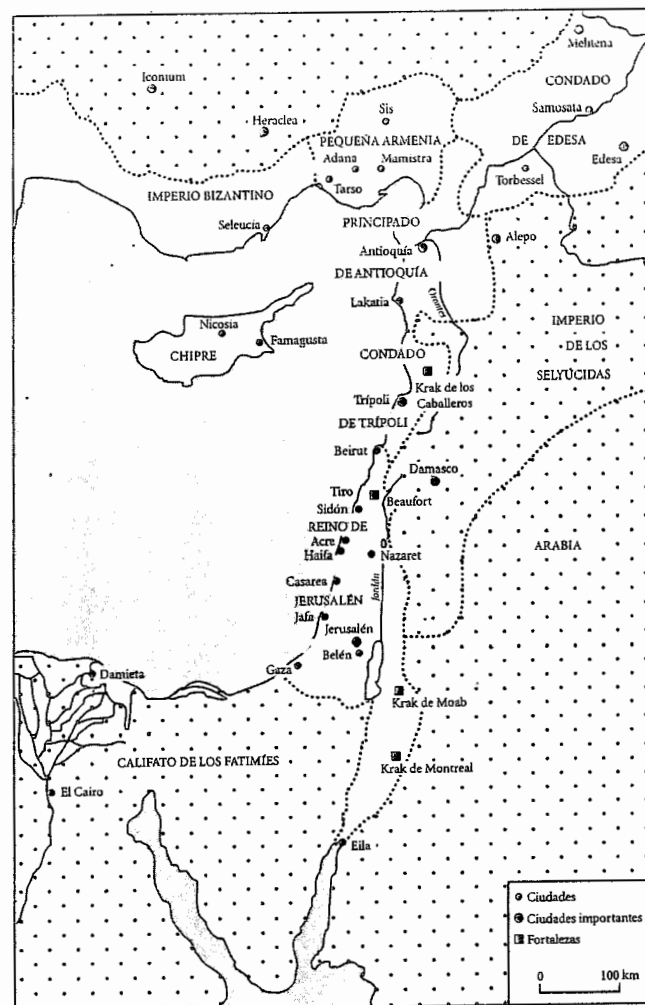 Melitena
Iconium
CONDADO
Sis
Samosata
Heraclea
PEQUEÑA ARMENIA
DE EDESA
Edesa
Adana
Mamistra
Torbessel
IMPERIO BIZANTINO
Tarso
PRINCIPADO
Seleucia
Alepo
Antioquía
DE ANTIOQUÍA
Orontes
Lakatia
IMPERIO
Nicosia
Famagusta
DE LOS
CHIPRE
CONDADO
SELYÚCIDAS
Krak de los
Caballeros
Trípoli
DE TRÍPOLI
Beirut
Damasco
Tiro
Beaufort
Sidón
REINO DE
Acre
ARABIA
Haifa
Nazaret
Casarea
Jordán
JERUSALÉN
Jafa
Jerusalén
Belén
Gaza
Damieta
Krak de Moab
CALIFATO DE LOS FATIMÍES
Krak de Montreal
El Cairo
Eila
Ciudades
Ciudades importantes
Fortalezas
0 100 km